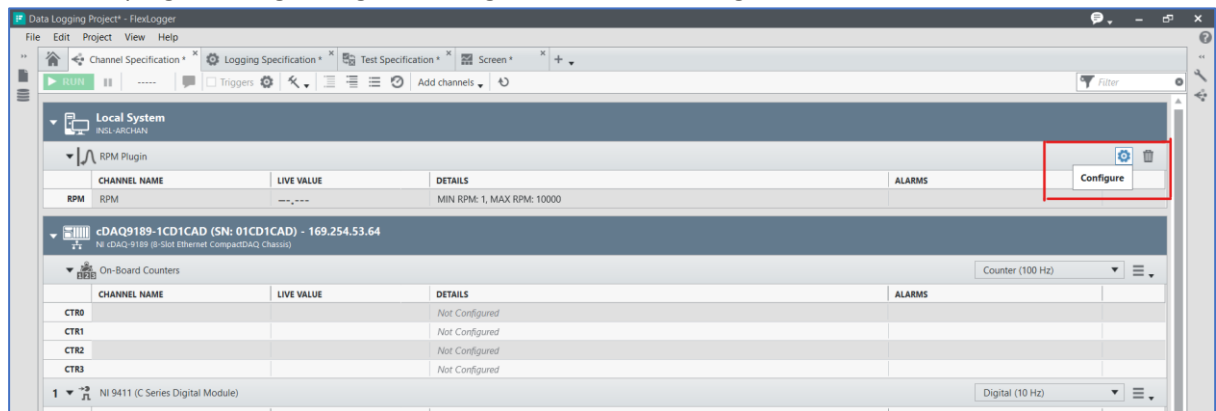 Data Logging Project* - FlexLogger
File Edit Project View Help
Channel Specification * Logging Specification * Test Specification * Screen *
RUN ----- Triggers Add channels Filter
Local System
INSL-ARCHAN
RPM Plugin
Configure
CHANNEL NAME LIVE VALUE DETAILS ALARMS
RPM RPM --,--- MIN RPM: 1, MAX RPM: 10000
cDAQ9189-1CD1CAD (SN: 01CD1CAD) - 169.254.53.64
NI cDAQ-9189 (8-Slot Ethernet CompactDAQ Chassis)
On-Board Counters Counter (100 Hz)
CHANNEL NAME LIVE VALUE DETAILS ALARMS
CTR0 Not Configured
CTR1 Not Configured
CTR2 Not Configured
CTR3 Not Configured
1 NI 9411 (C Series Digital Module) Digital (10 Hz)